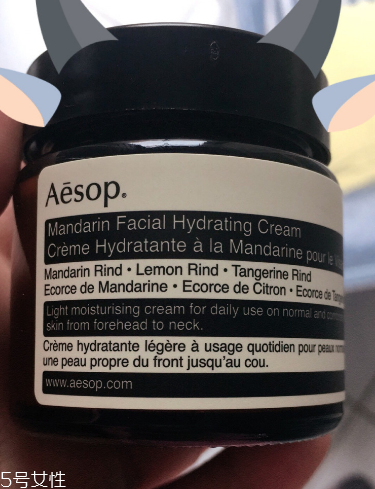 Aēsop.
Mandarin Facial Hydrating Cream
Crème Hydratante à la Mandarine pour le
Mandarin Rind • Lemon Rind • Tangerine Rind
Ecorce de Mandarine • Ecorce de Citron • Ecorce de
Light moisturising cream for daily use on normal and
skin from forehead to neck.
Crème hydratante légère à usage quotidien pour peaux
une peau propre du front jusqu'au cou.
www.aesop.com
5号女性